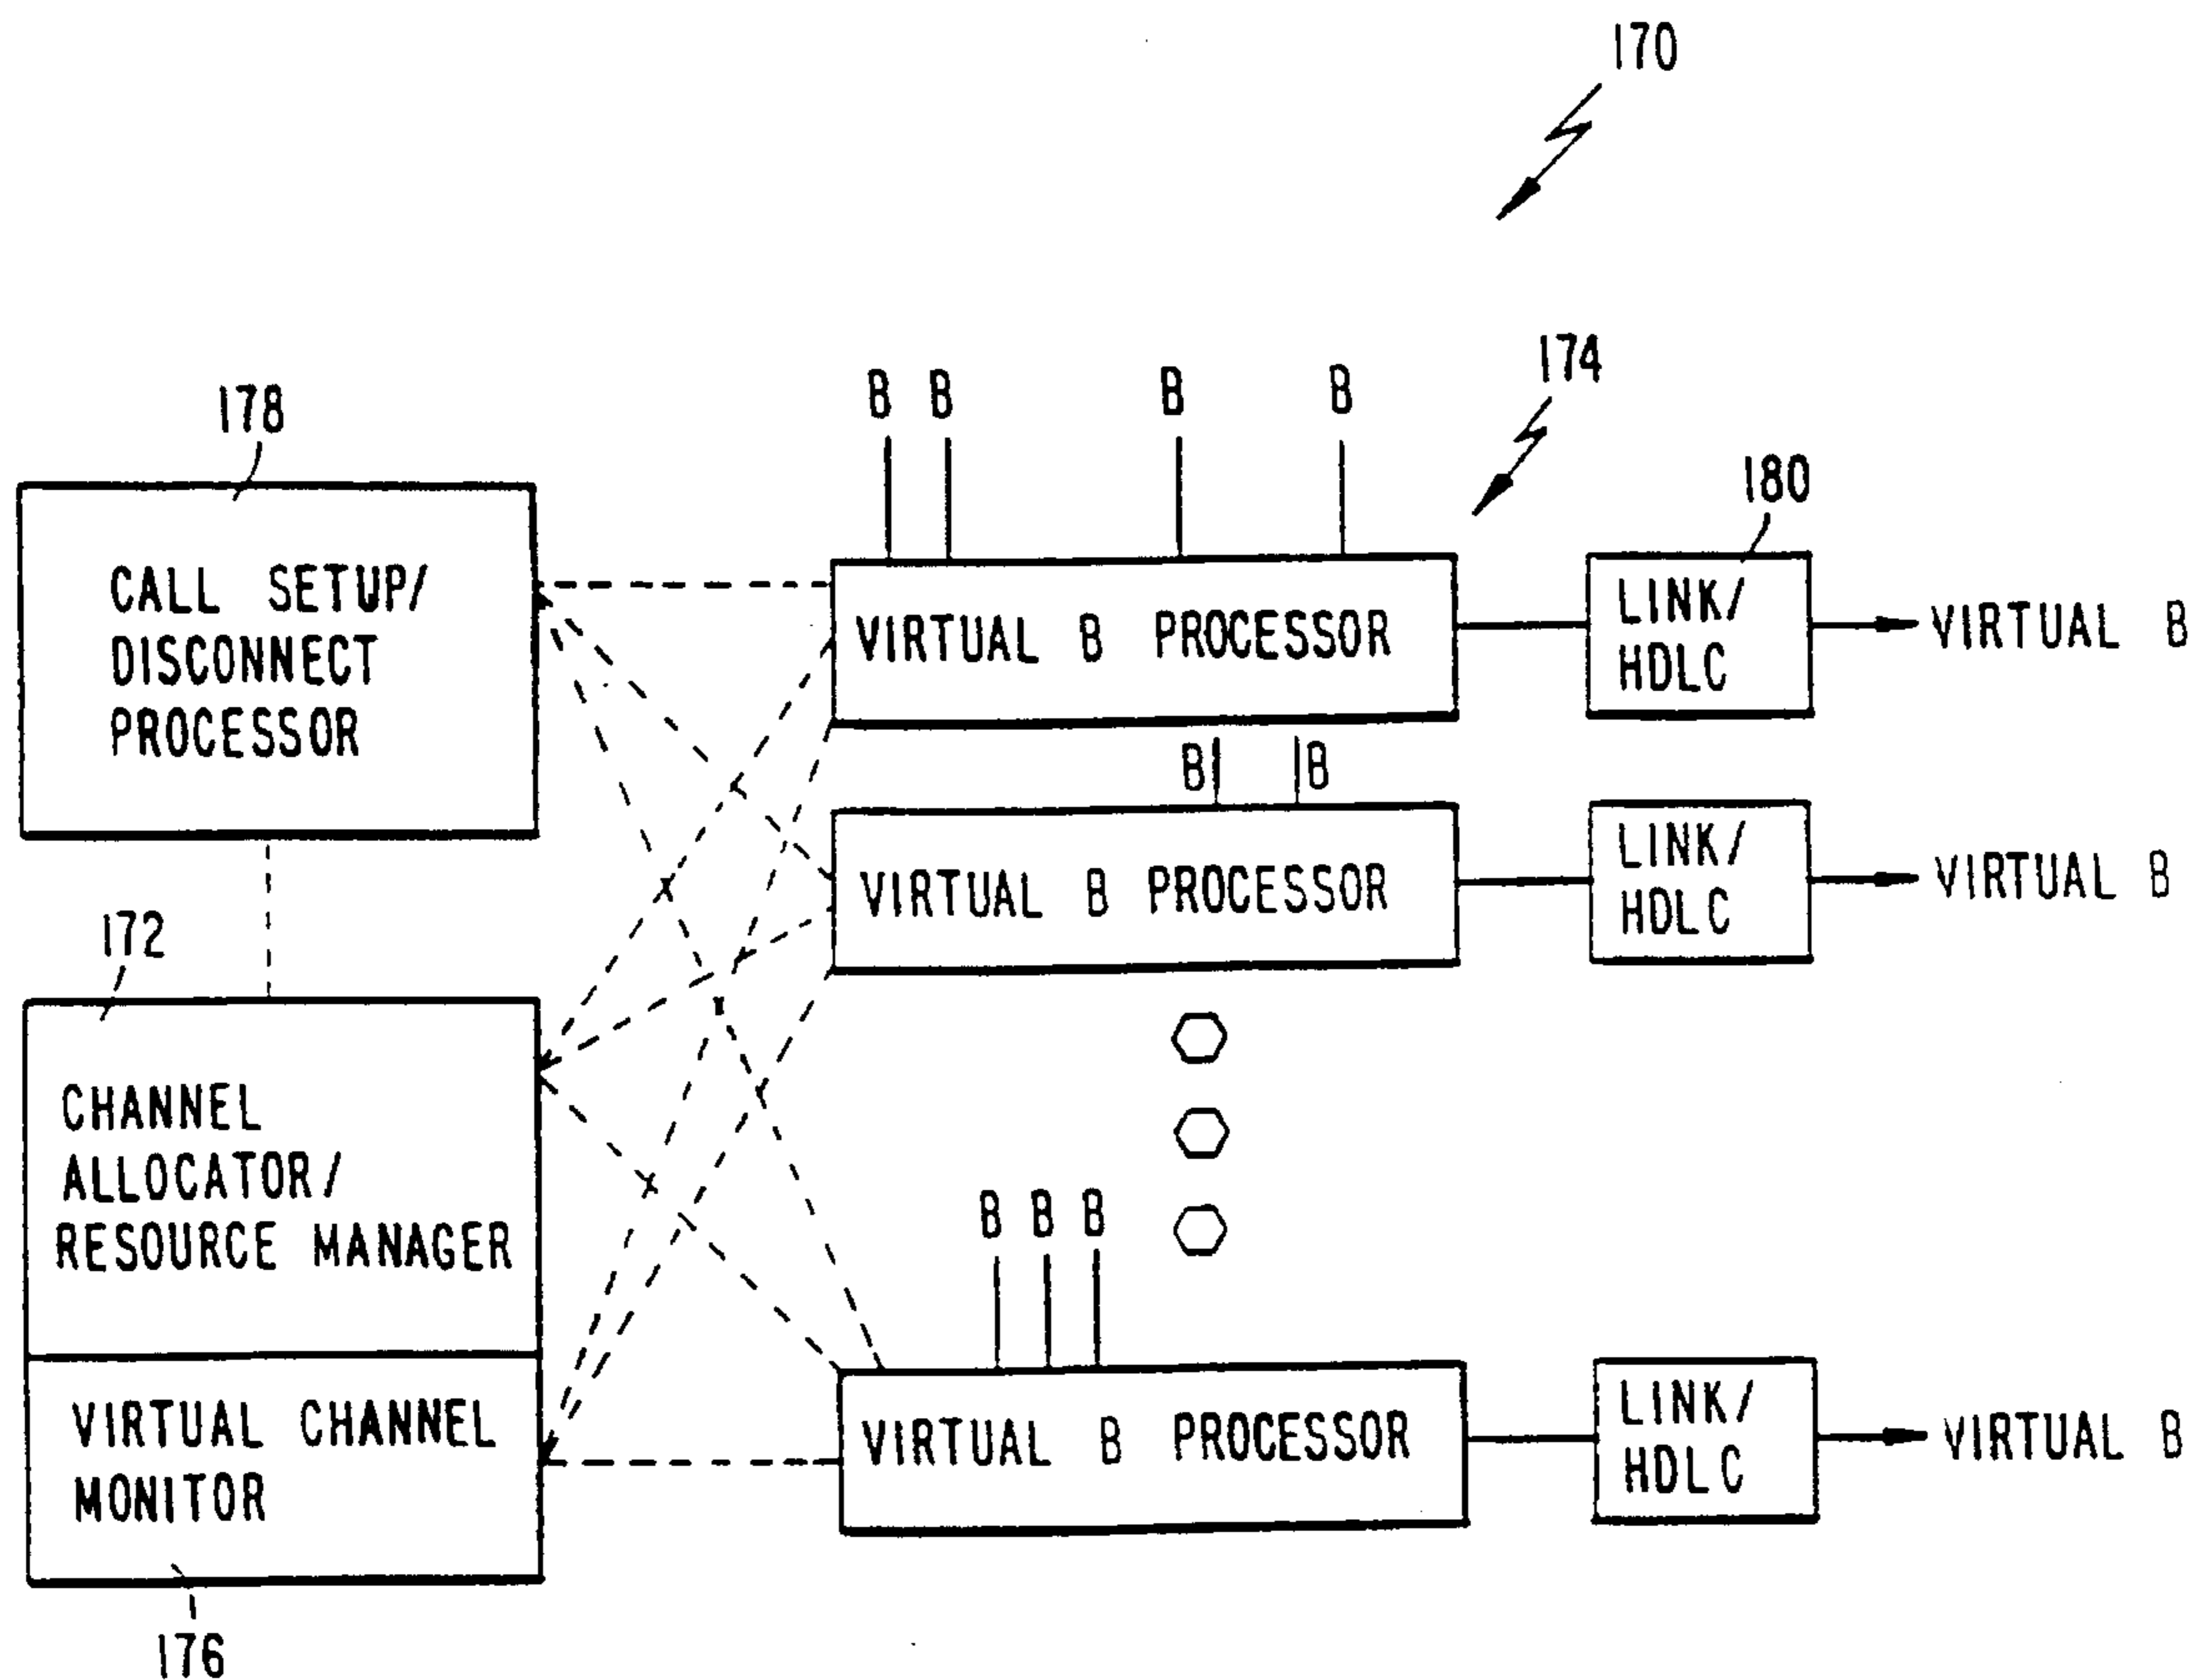 170
174
B B B B
178
180
CALL SETUP/
DISCONNECT
PROCESSOR
VIRTUAL B PROCESSOR
LINK/
HDLC
VIRTUAL B
B B
VIRTUAL B PROCESSOR
LINK/
HDLC
VIRTUAL B
172
CHANNEL
ALLOCATOR/
RESOURCE MANAGER
B B B
VIRTUAL CHANNEL
MONITOR
VIRTUAL B PROCESSOR
LINK/
HDLC
VIRTUAL B
176